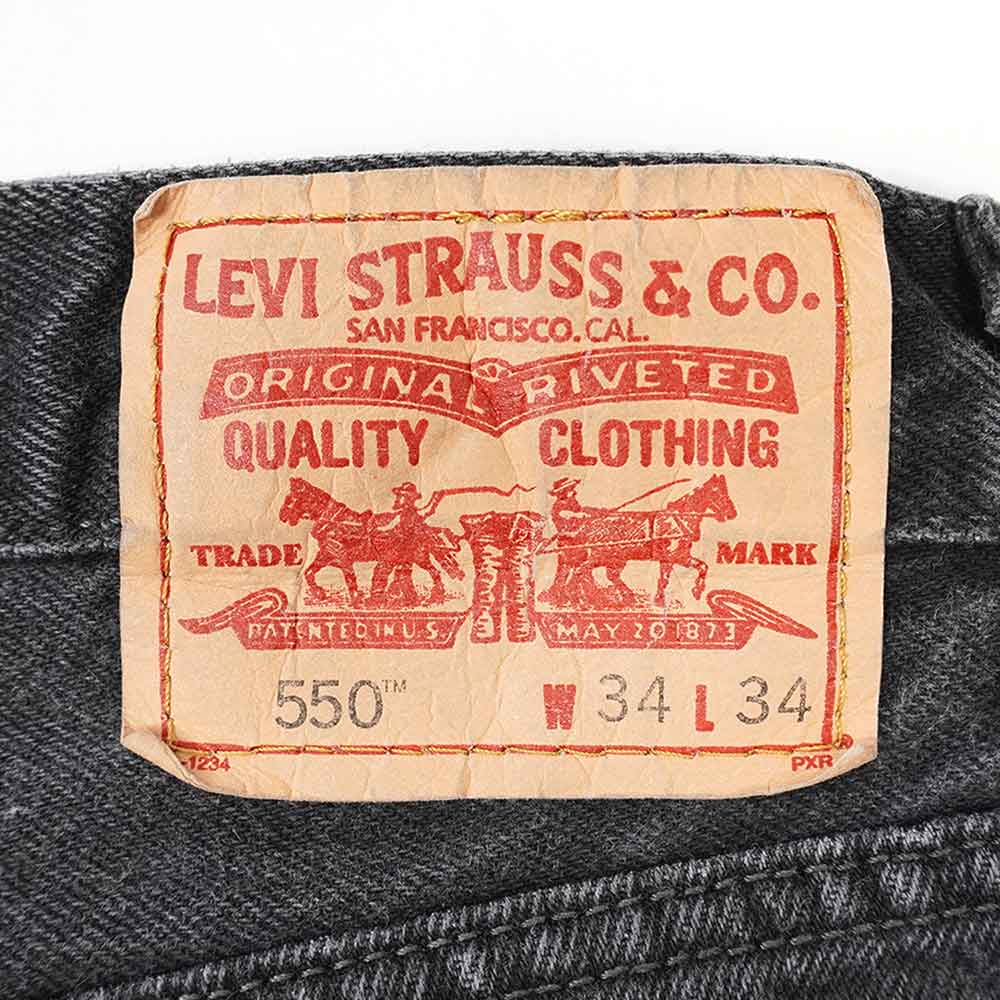 LEVI STRAUSS & CO.
SAN FRANCISCO. CAL.
ORIGINAL RIVETED
QUALITY CLOTHING
TRADE MARK
PATENTED IN U.S. MAY 20 1873
550™ W 34 L 34
-1234 PXR ®